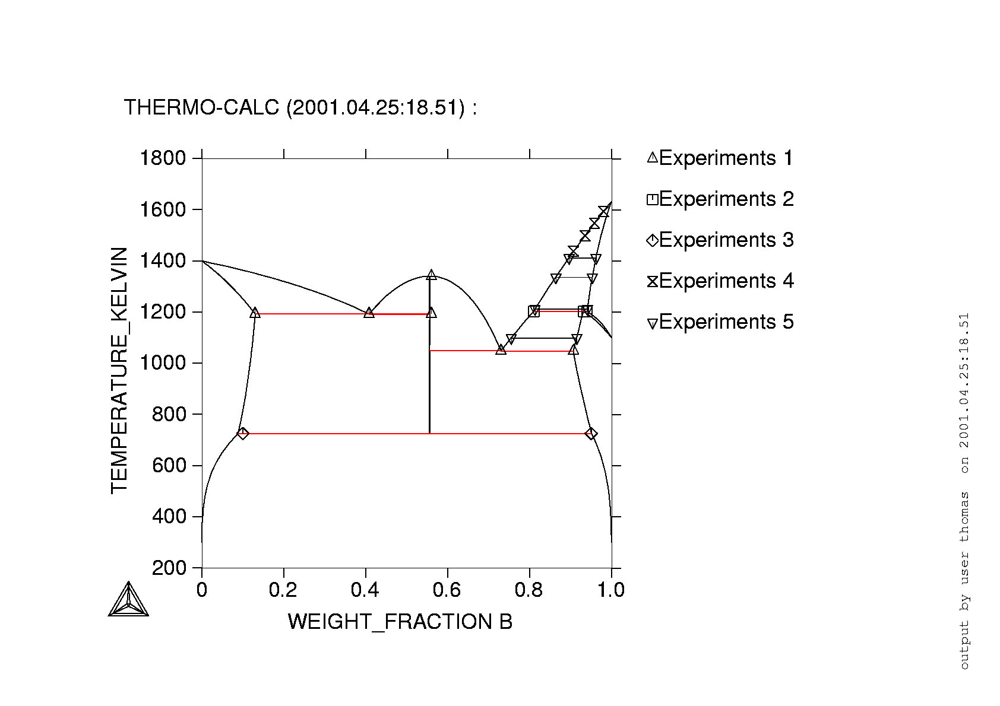 THERMO-CALC (2001.04.25:18.51) :
1800
1600
1400
1200
1000
800
600
400
200
TEMPERATURE_KELVIN
0 0.2 0.4 0.6 0.8 1.0
WEIGHT_FRACTION B
Experiments 1
Experiments 2
Experiments 3
Experiments 4
Experiments 5
output by user thomas on 2001.04.25:18.51